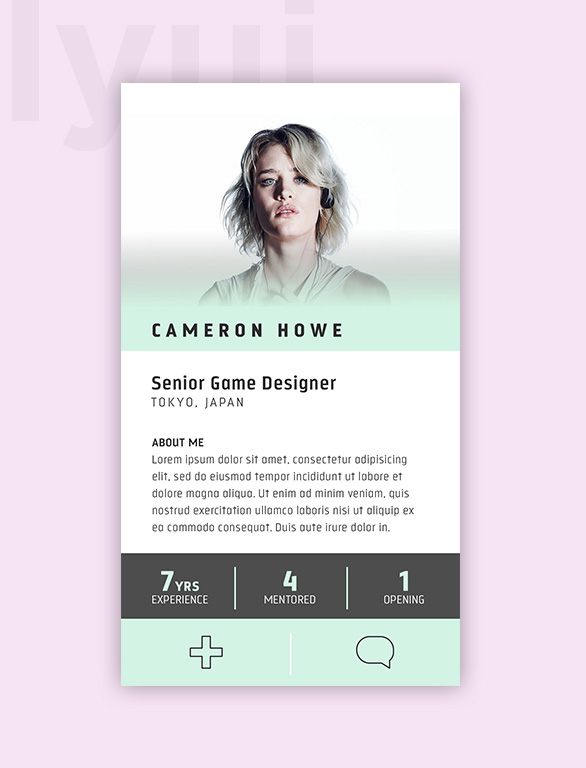 lyui
CAMERON HOWE
Senior Game Designer
TOKYO, JAPAN
ABOUT ME
Lorem ipsum dolor sit amet, consectetur adipisicing
elit, sed do eiusmod tempor incididunt ut labore et
dolore magna aliqua. Ut enim ad minim veniam, quis
nostrud exercitation ullamco laboris nisi ut aliquip ex
ea commodo consequat. Duis aute irure dolor in.
7YRS 4 1
EXPERIENCE MENTORED OPENING